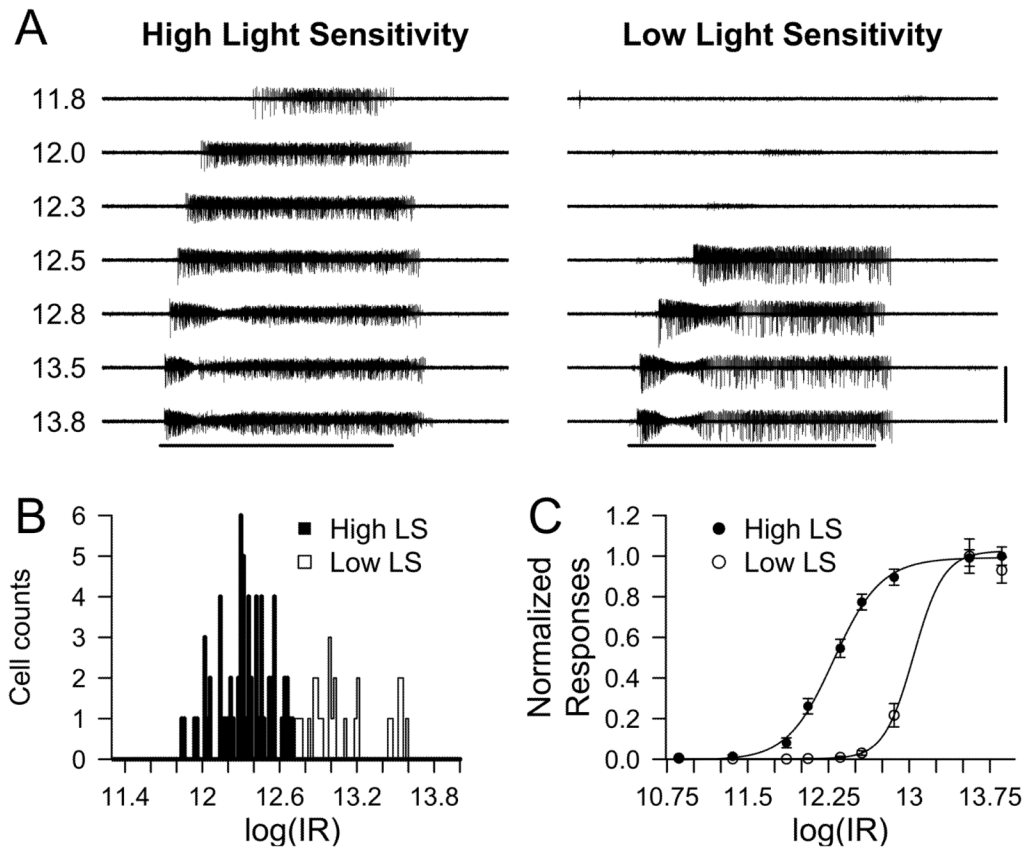 A
High Light Sensitivity
Low Light Sensitivity
11.8
12.0
12.3
12.5
12.8
13.5
13.8
B
6
5
4
3
2
1
0
Cell counts
High LS
Low LS
11.4 12 12.6 13.2 13.8
log(IR)
C
1.2
1.0
0.8
0.6
0.4
0.2
0.0
Normalized
Responses
High LS
Low LS
10.75 11.5 12.25 13 13.75
log(IR)